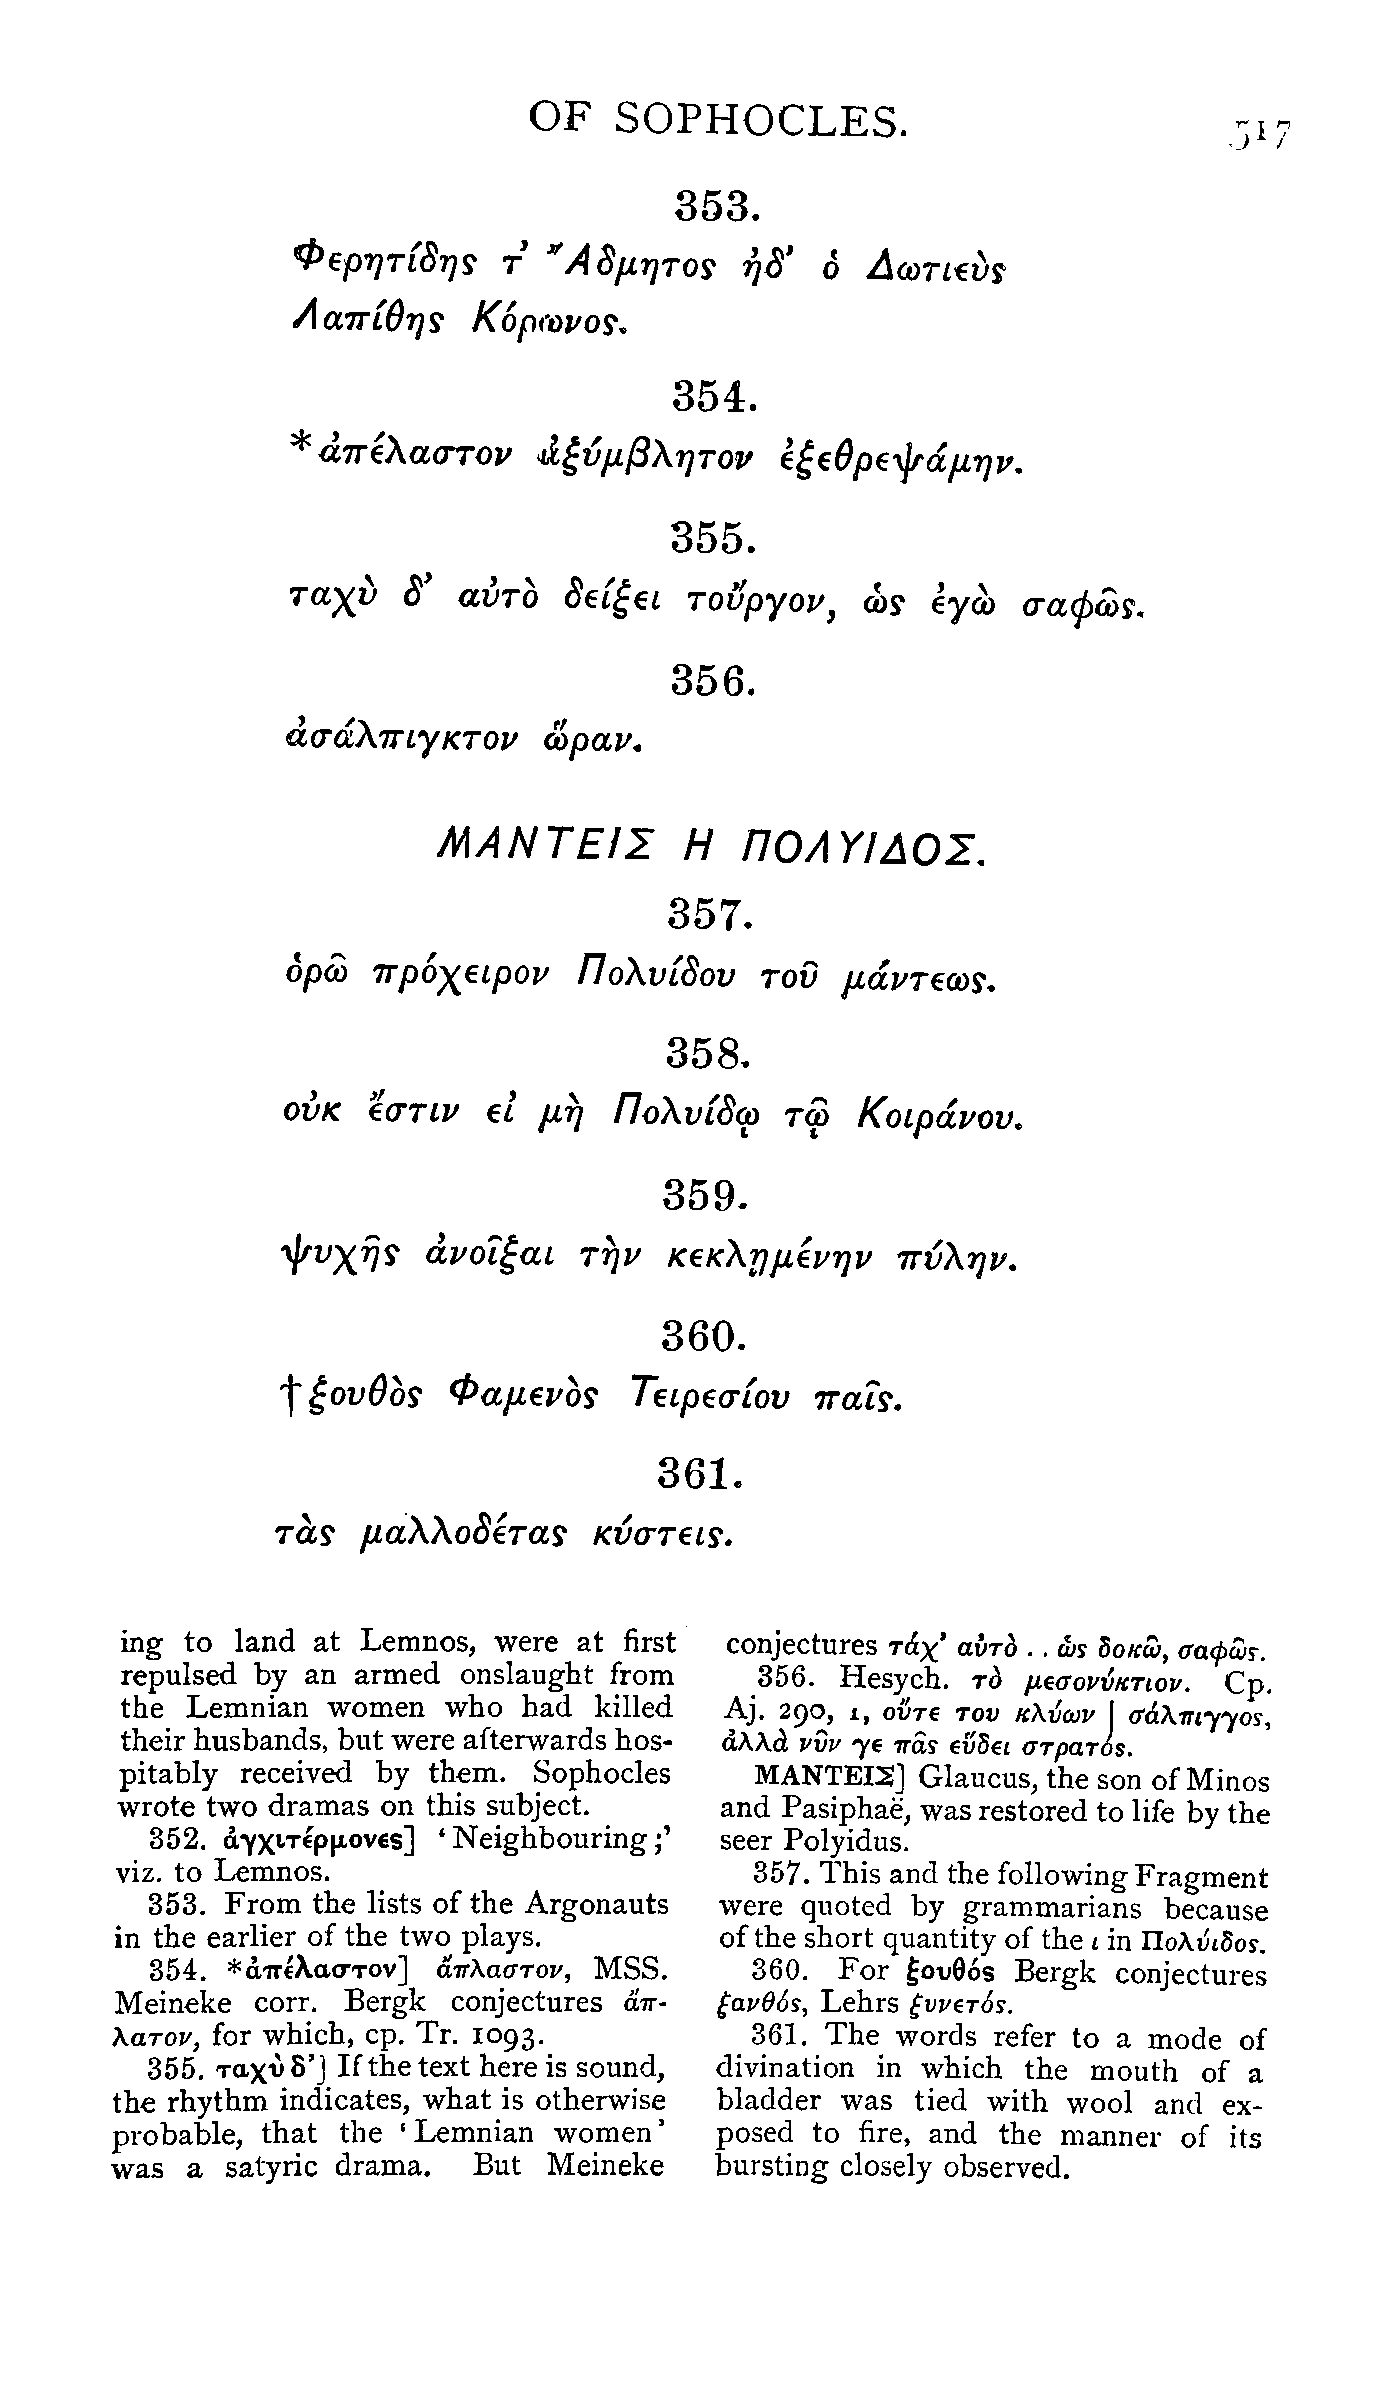 OF SOPHOCLES.
517
353.
Φερητίδης τ’ Ἄδμητος ἠδ’ ὁ Δωτιεὺς
Λαπίθης Κόρωνος.
354.
*ἀπέλαστον ἀξύμβλητον ἐξεθρεψάμην.
355.
ταχὺ δ’ αὐτὸ δείξει τοὔργον, ὡς ἐγὼ σαφῶς.
356.
ἀσάλπιγκτον ὥραν.
ΜΑΝΤΕΙΣ Η ΠΟΛΥΙΔΟΣ.
357.
ὁρῶ πρόχειρον Πολυίδου τοῦ μάντεως.
358.
οὐκ ἔστιν εἰ μὴ Πολυίδῳ τῷ Κοιράνου.
359.
ψυχῆς ἀνοῖξαι τὴν κεκλῃμένην πύλην.
360.
†ξουθὸς Φαμενὸς Τειρεσίου παῖς.
361.
τὰς μαλλοδέτας κύστεις.
ing to land at Lemnos, were at first
repulsed by an armed onslaught from
the Lemnian women who had killed
their husbands, but were afterwards hos-
pitably received by them. Sophocles
wrote two dramas on this subject.
352. ἀγχιτέρμονες] ‘Neighbouring;’
viz. to Lemnos.
353. From the lists of the Argonauts
in the earlier of the two plays.
354. *ἀπέλαστον] ἄπλαστον, MSS.
Meineke corr. Bergk conjectures ἄπ-
λατον, for which, cp. Tr. 1093.
355. ταχὺ δ’] If the text here is sound,
the rhythm indicates, what is otherwise
probable, that the ‘Lemnian women’
was a satyric drama. But Meineke
conjectures τάχ’ αὐτὸ . . ὡς δοκῶ, σαφῶς.
356. Hesych. τὸ μεσονύκτιον. Cp.
Aj. 290, 1, οὔτε του κλύων | σάλπιγγος,
ἀλλὰ νῦν γε πᾶς εὕδει στρατός.
ΜΑΝΤΕΙΣ] Glaucus, the son of Minos
and Pasiphaë, was restored to life by the
seer Polyidus.
357. This and the following Fragment
were quoted by grammarians because
of the short quantity of the ι in Πολύιδος.
360. For ξουθός Bergk conjectures
ξανθός, Lehrs ξυνετός.
361. The words refer to a mode of
divination in which the mouth of a
bladder was tied with wool and ex-
posed to fire, and the manner of its
bursting closely observed.